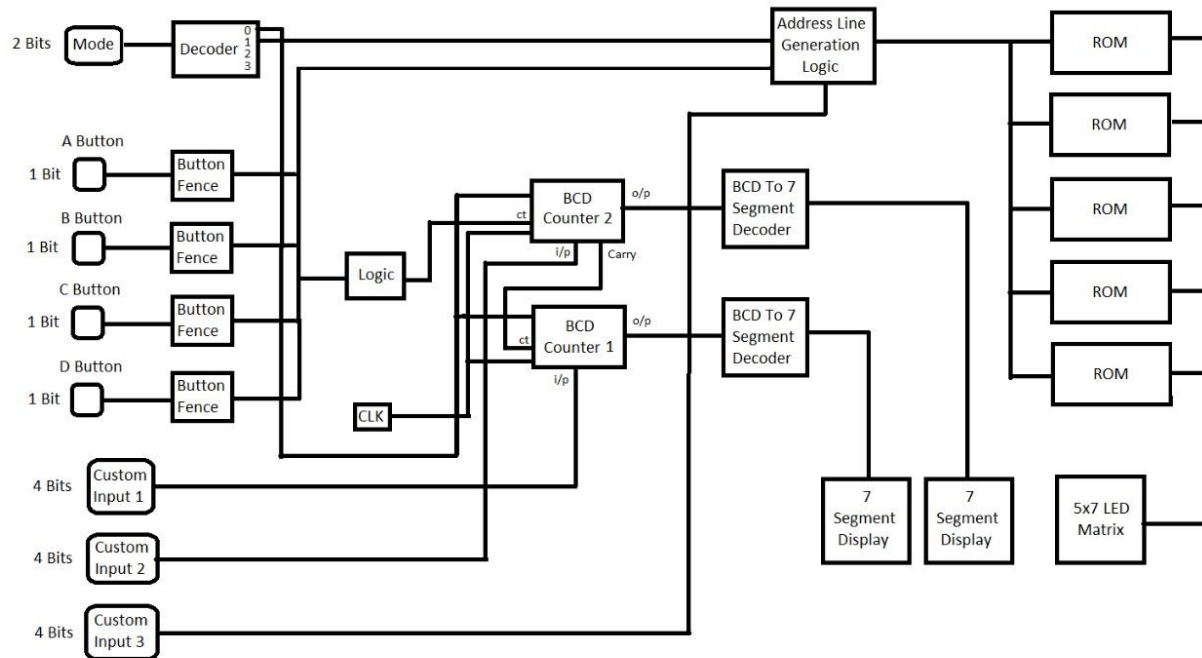 2 Bits
Mode
Decoder
0
1
2
3
Address Line
Generation
Logic
ROM
ROM
ROM
ROM
ROM
A Button
1 Bit
Button
Fence
B Button
1 Bit
Button
Fence
C Button
1 Bit
Button
Fence
D Button
1 Bit
Button
Fence
Logic
CLK
ct
BCD
Counter 2
o/p
i/p
Carry
BCD To 7
Segment
Decoder
ct
BCD
Counter 1
o/p
i/p
BCD To 7
Segment
Decoder
4 Bits
Custom
Input 1
4 Bits
Custom
Input 2
4 Bits
Custom
Input 3
7
Segment
Display
7
Segment
Display
5x7 LED
Matrix